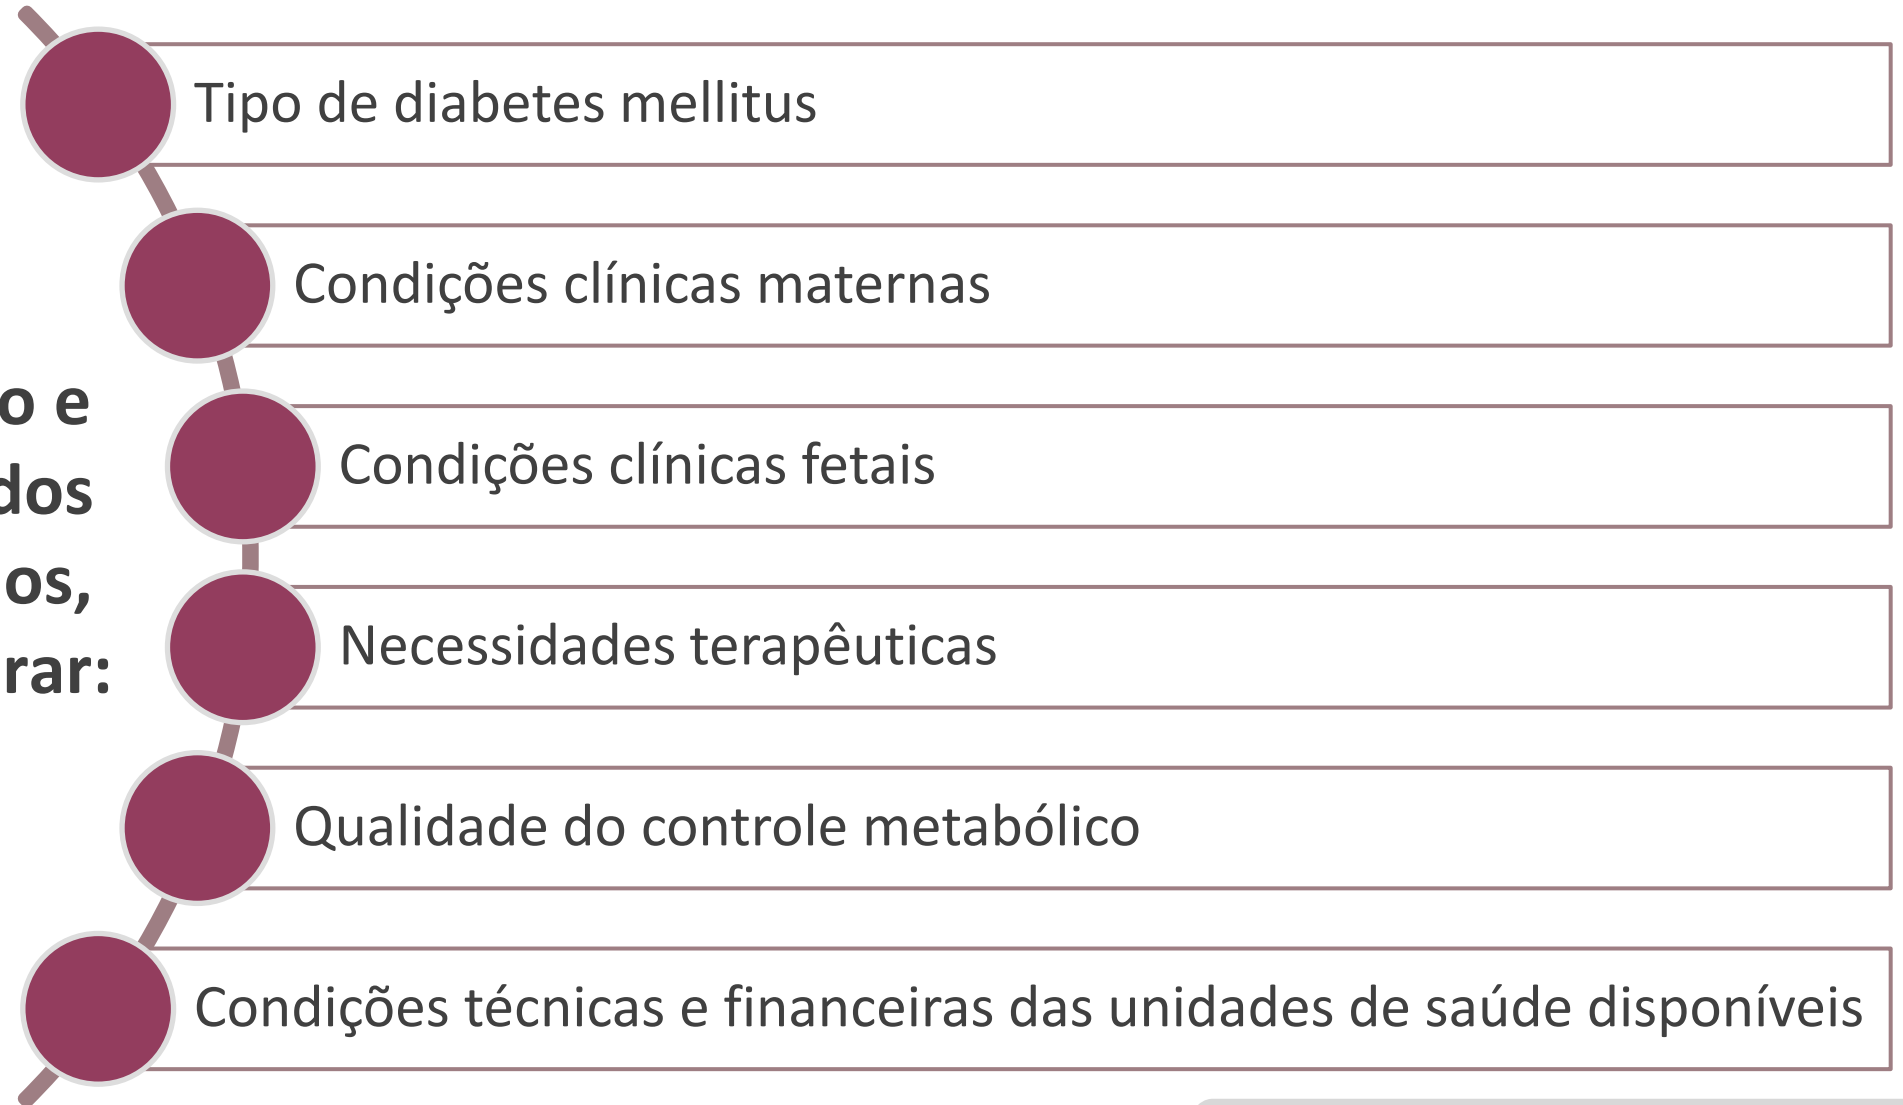 o e
dos
os,
rar:
Tipo de diabetes mellitus
Condições clínicas maternas
Condições clínicas fetais
Necessidades terapêuticas
Qualidade do controle metabólico
Condições técnicas e financeiras das unidades de saúde disponíveis